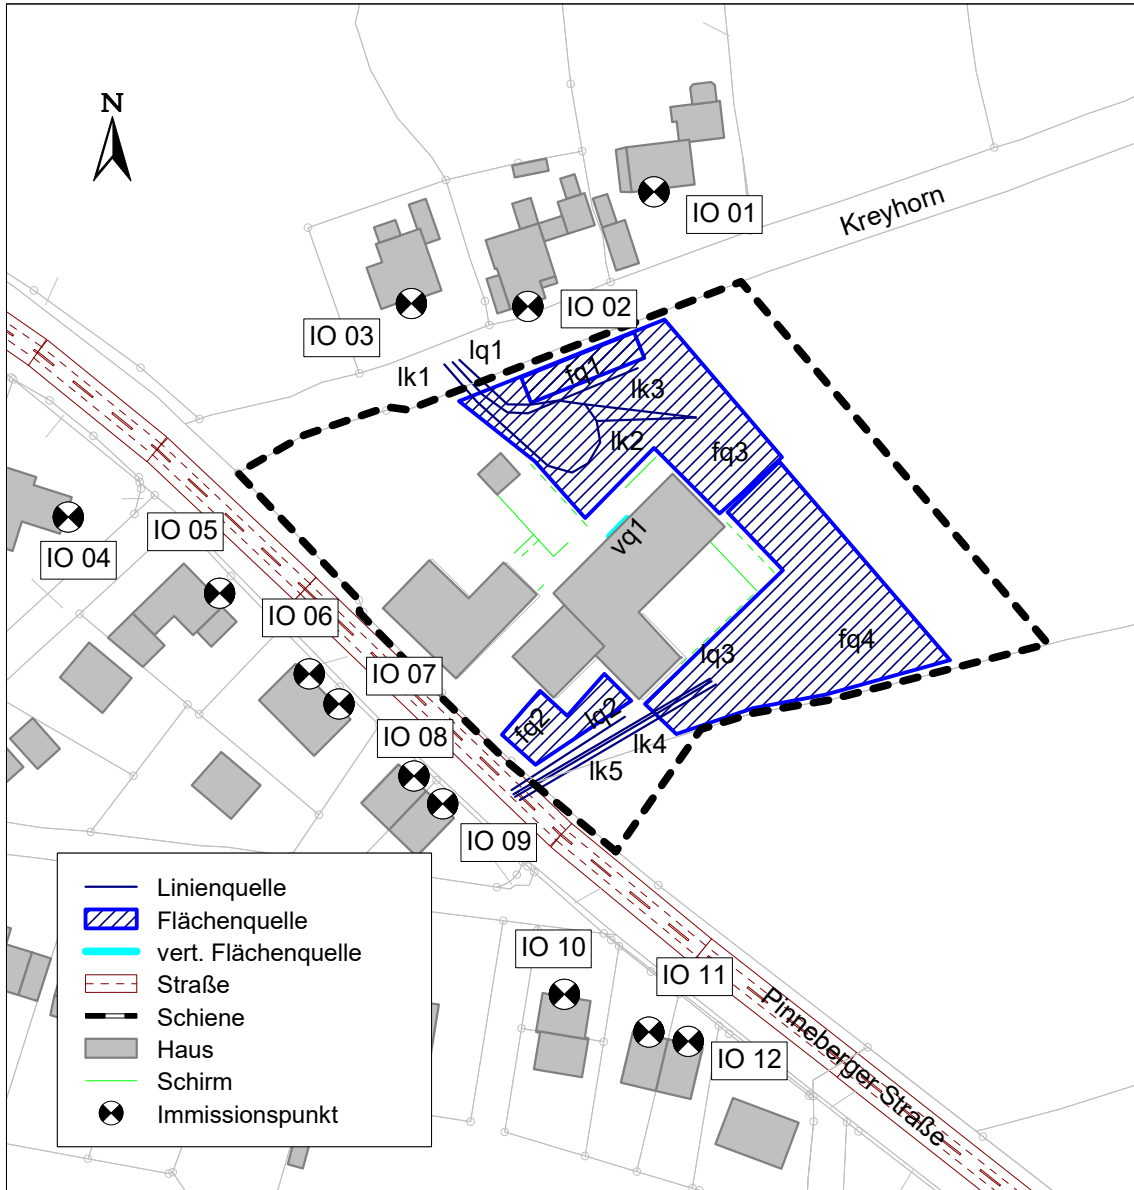 N
IO 01
Kreyhorn
IO 02
IO 03
lq1
lk1
fq1
lk3
lk2
fq3
IO 05
IO 04
vq1
IO 06
fq4
lq3
IO 07
lq2
fq2
IO 08
lk4
lk5
IO 09
Linienquelle
Flächenquelle
vert. Flächenquelle
Straße
Schiene
Haus
Schirm
Immissionspunkt
IO 10
IO 11
Pinneberger Straße
IO 12